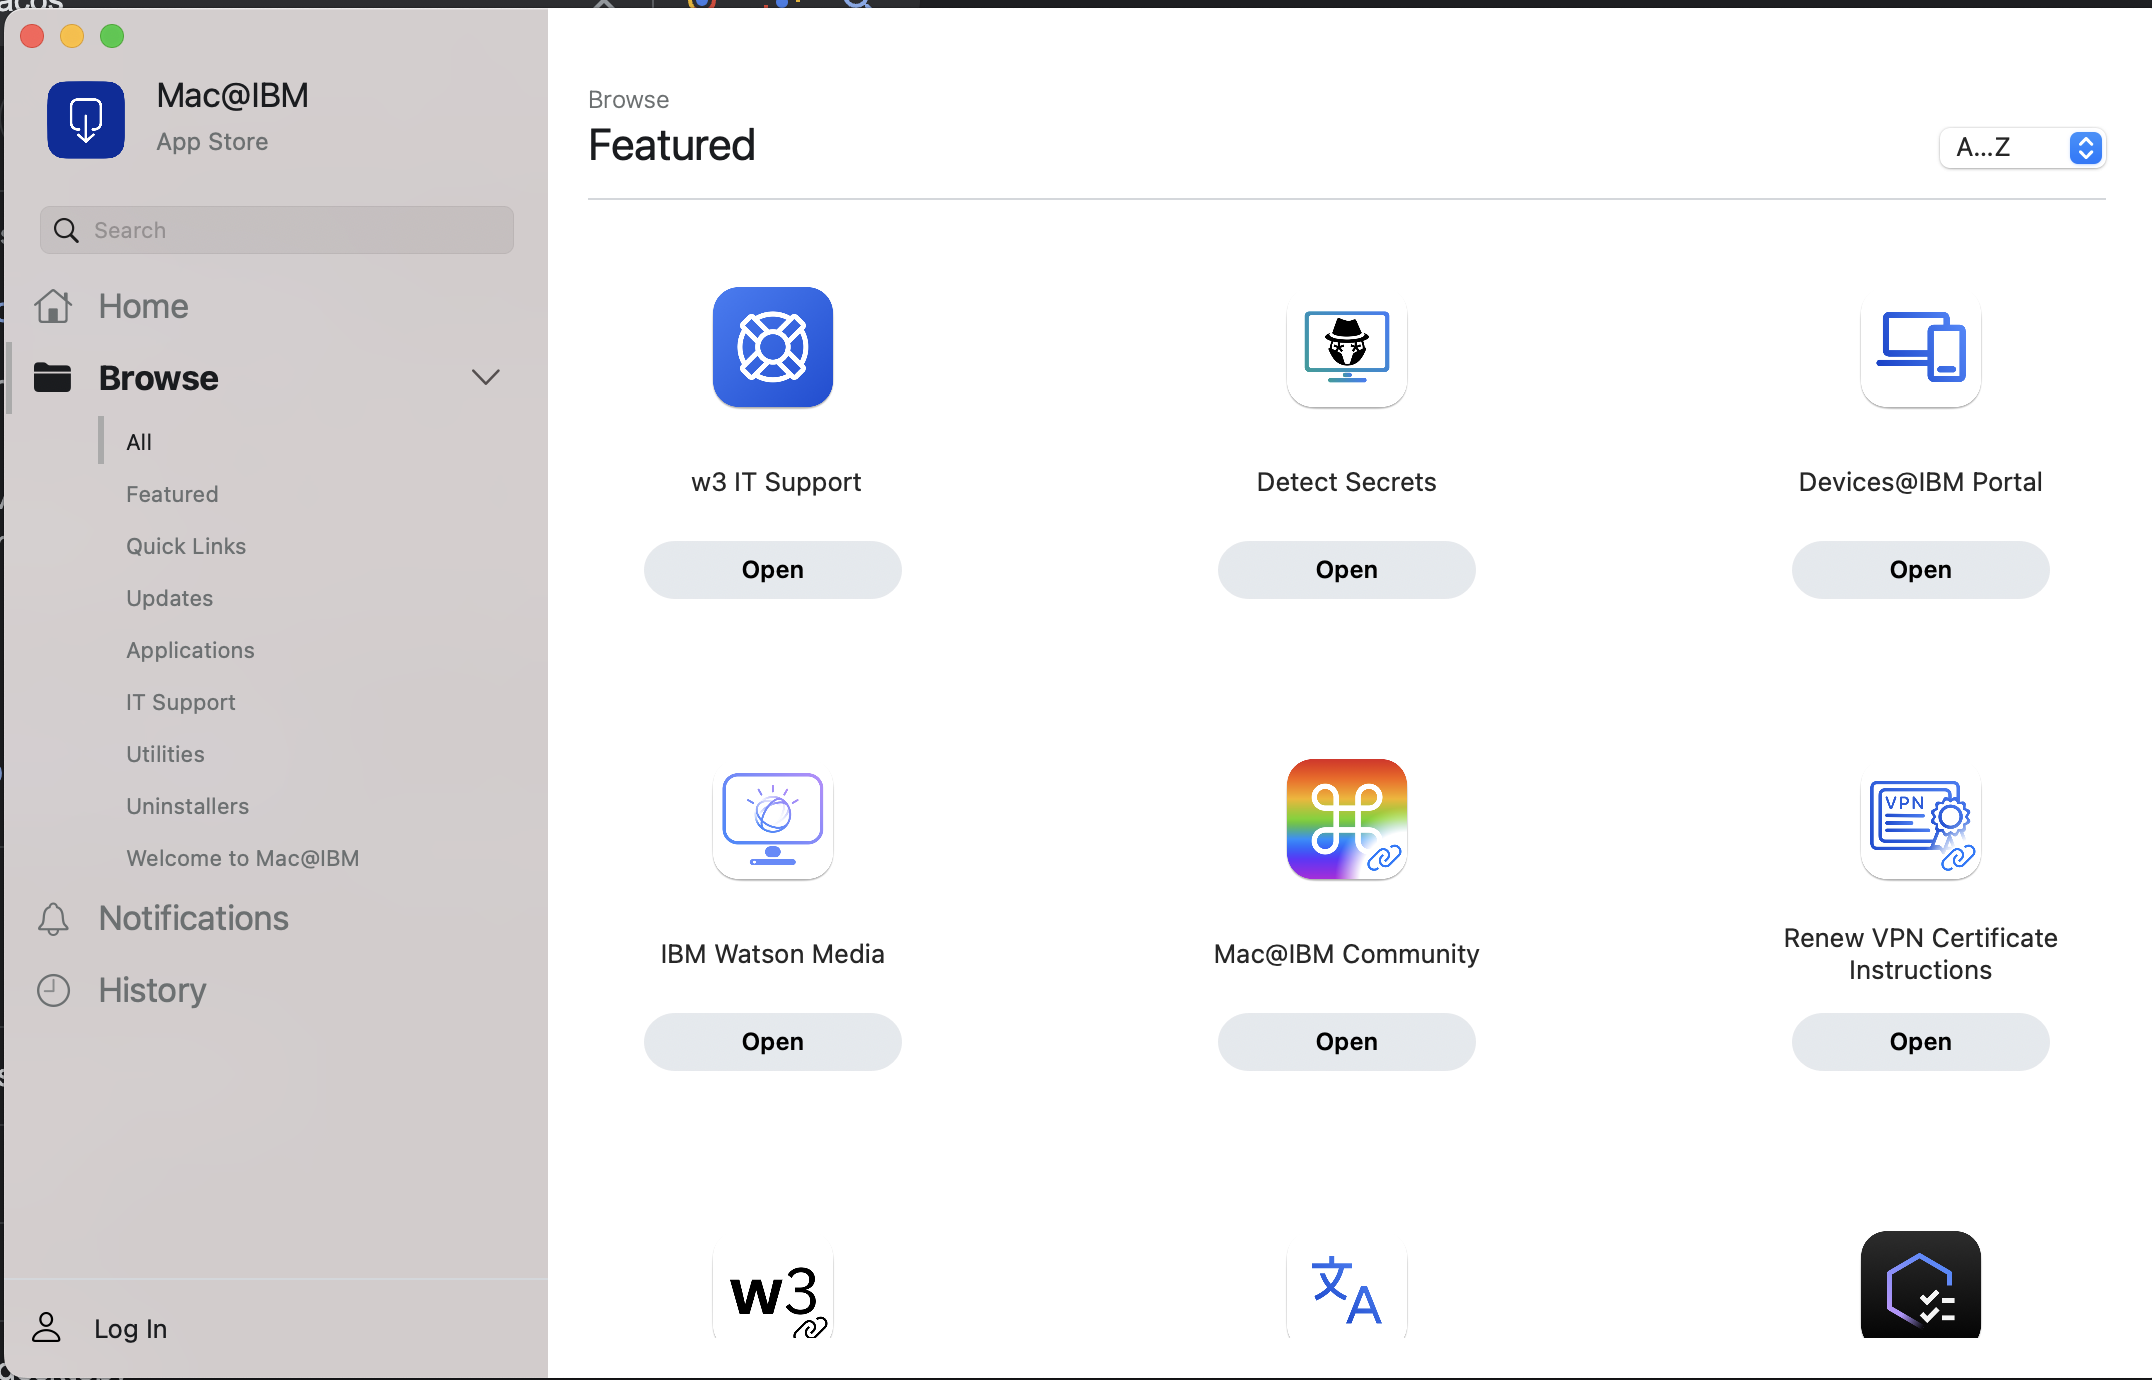 Mac@IBM
App Store
Search
Home
Browse
All
Featured
Quick Links
Updates
Applications
IT Support
Utilities
Uninstallers
Welcome to Mac@IBM
Notifications
History
Log In
Browse
Featured
A...Z
w3 IT Support
Detect Secrets
Devices@IBM Portal
Open
Open
Open
VPN
IBM Watson Media
Mac@IBM Community
Renew VPN Certificate
Instructions
Open
Open
Open
w3
文A